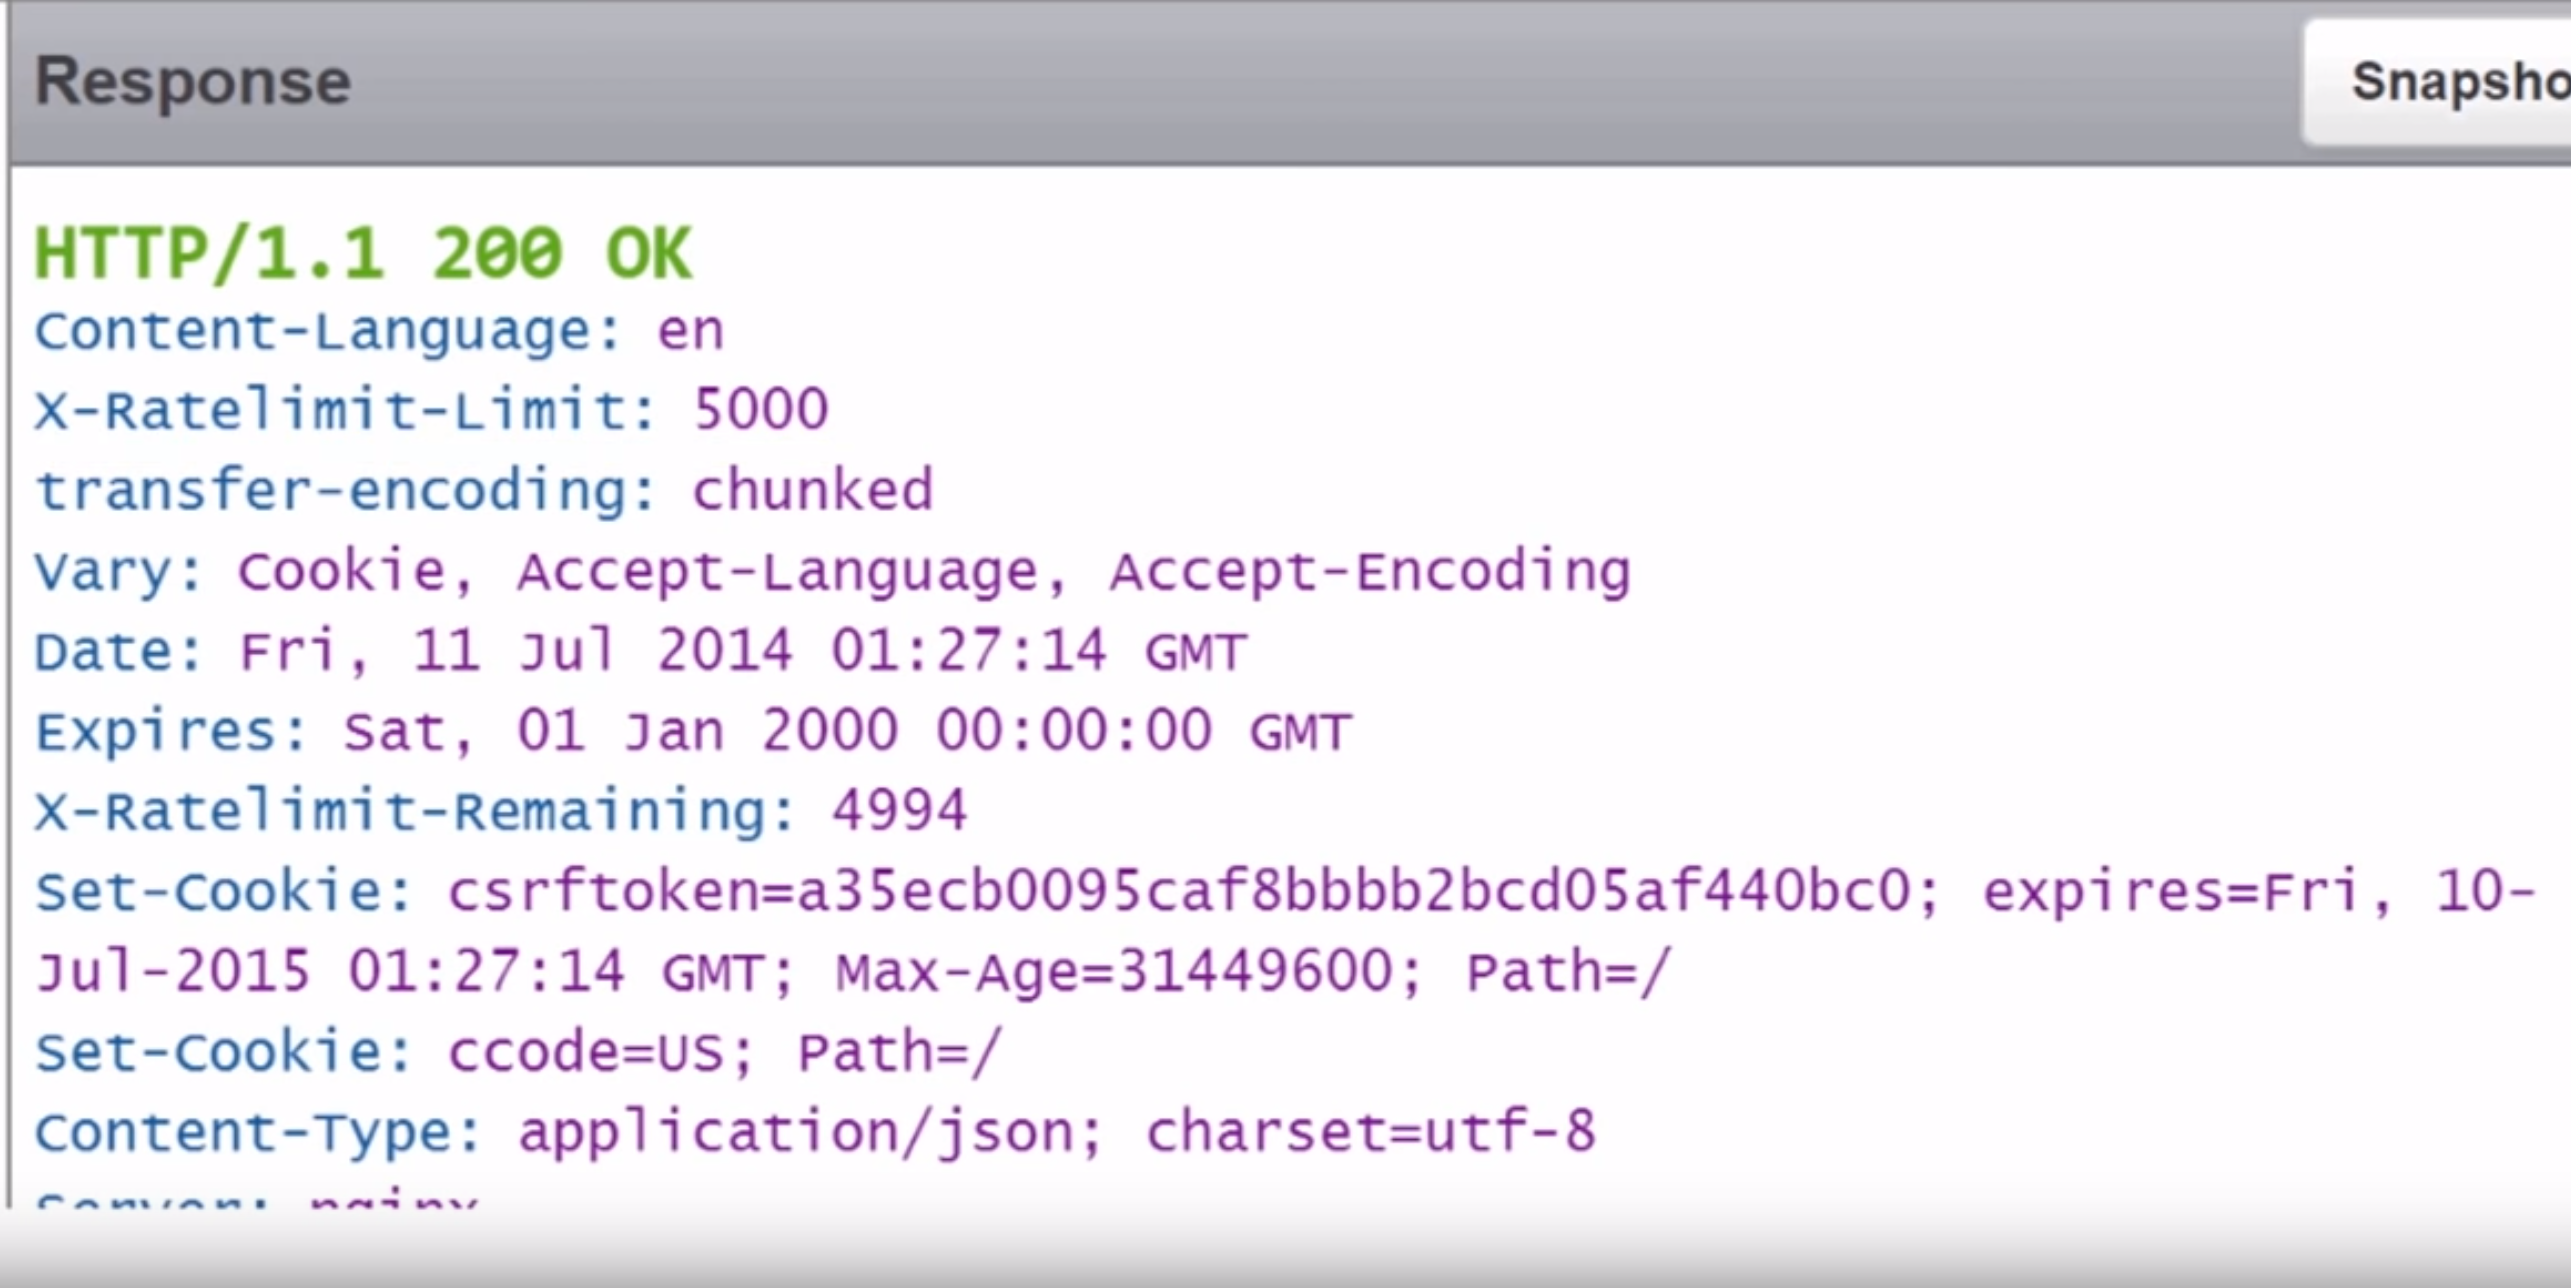 Response
HTTP/1.1 200 OK
Content-Language: en
X-Ratelimit-Limit: 5000
transfer-encoding: chunked
Vary: Cookie, Accept-Language, Accept-Encoding
Date: Fri, 11 Jul 2014 01:27:14 GMT
Expires: Sat, 01 Jan 2000 00:00:00 GMT
X-Ratelimit-Remaining: 4994
Set-Cookie: csrftoken=a35ecb0095caf8bbbb2bcd05af440bc0; expires=Fri, 10-
Jul-2015 01:27:14 GMT; Max-Age=31449600; Path=/
Set-Cookie: ccode=US; Path=/
Content-Type: application/json; charset=utf-8
Server: nginx